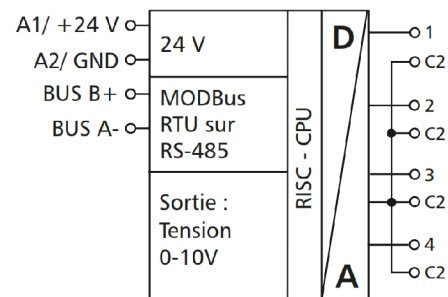 A1/ +24 V
A2/ GND
BUS B+
BUS A-
24 V
MODBus
RTU sur
RS-485
Sortie :
Tension
0-10V
RISC - CPU
D
A
1
C2
2
C2
3
C2
4
C2